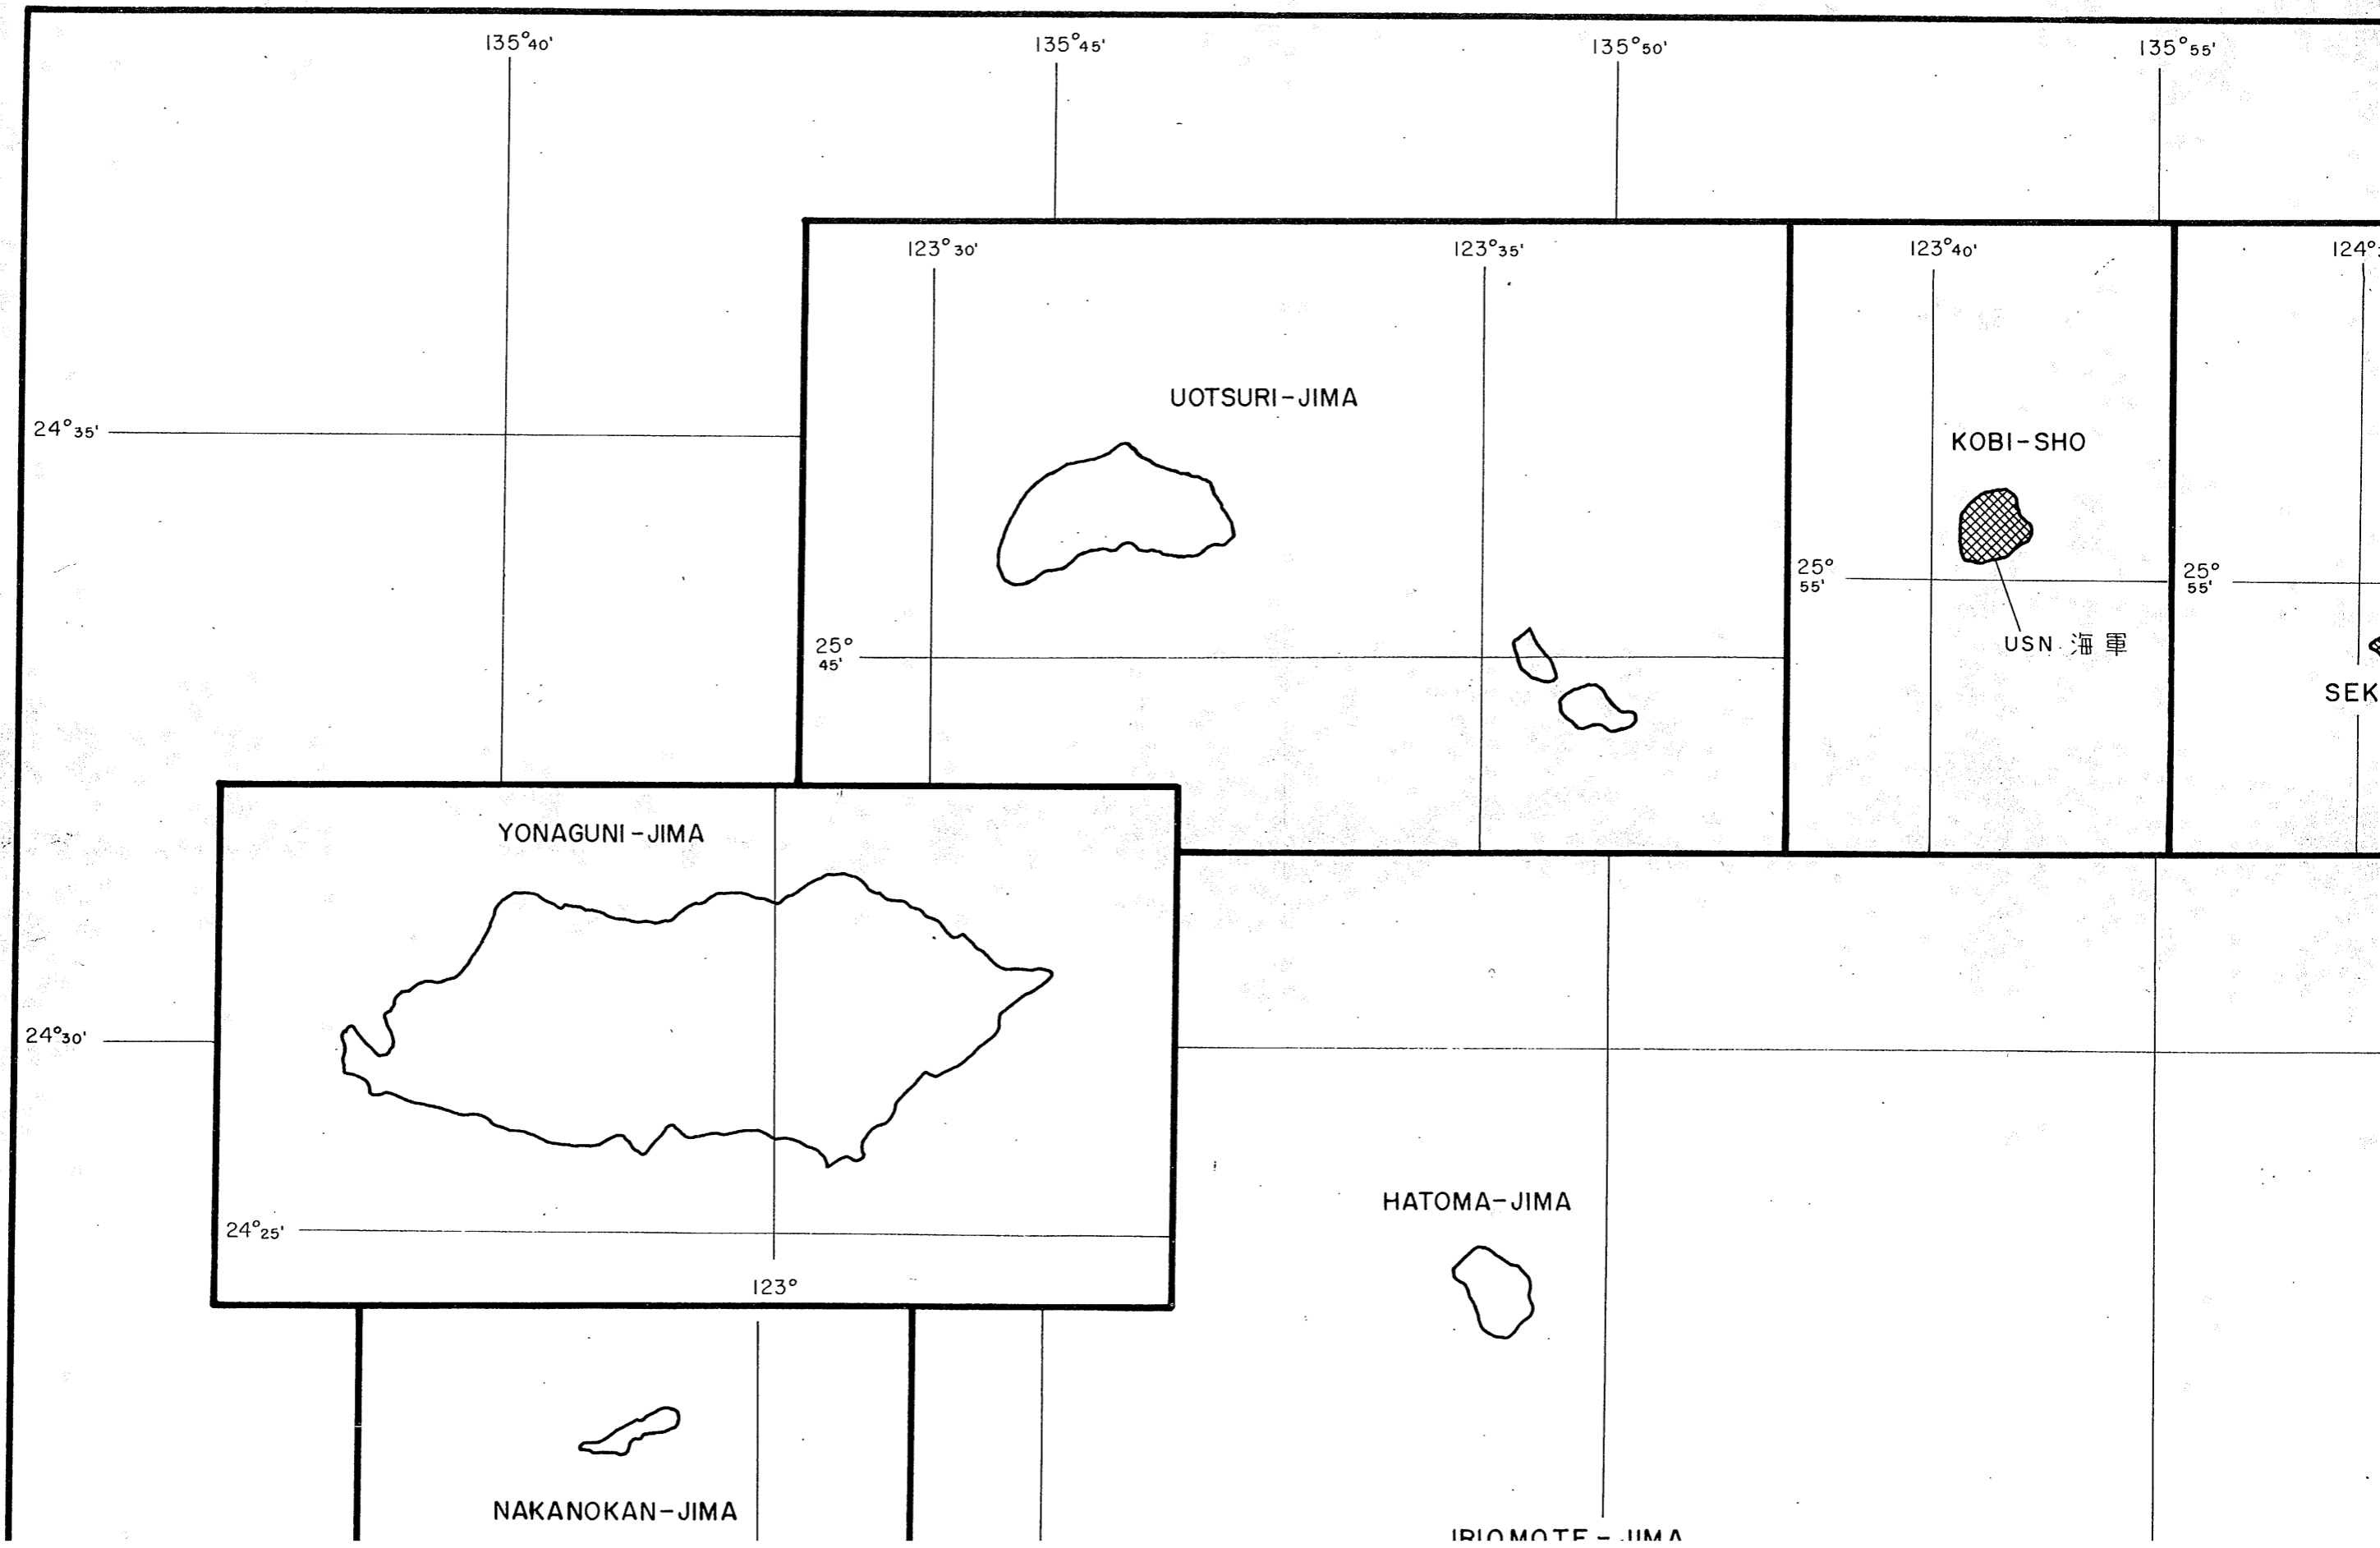 135°40' 135°45' 135°50' 135°55'
123°30' 123°35' 123°40' 124°
UOTSURI-JIMA
24°35'
KOBI-SHO
25°
55'
25°
55'
USN 海軍
25°
45'
SEK
YONAGUNI-JIMA
24°30'
HATOMA-JIMA
24°25'
123°
NAKANOKAN-JIMA
IRIOMOTE-JIMA